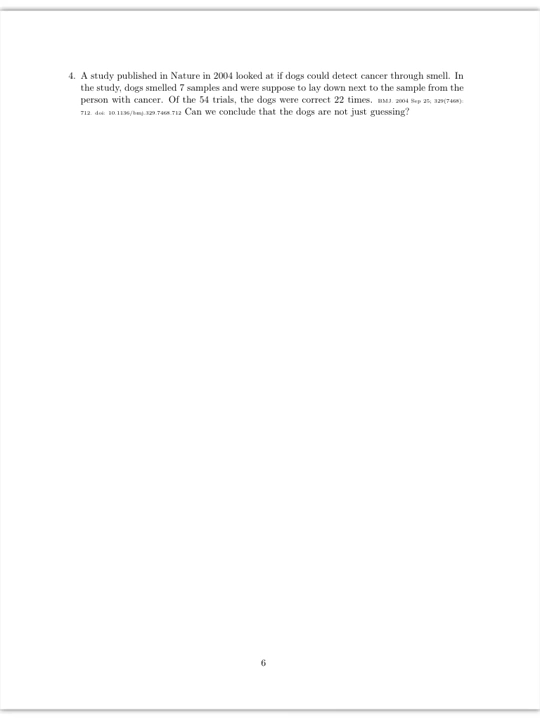 4. A study published in Nature in 2004 looked at if dogs could detect cancer through smell. In
the study, dogs smelled 7 samples and were suppose to lay down next to the sample from the
person with cancer. Of the 54 trials, the dogs were correct 22 times. BMJ. 2004 Sep 25; 329(7468):
712. doi: 10.1136/bmj.329.7468.712 Can we conclude that the dogs are not just guessing?
6